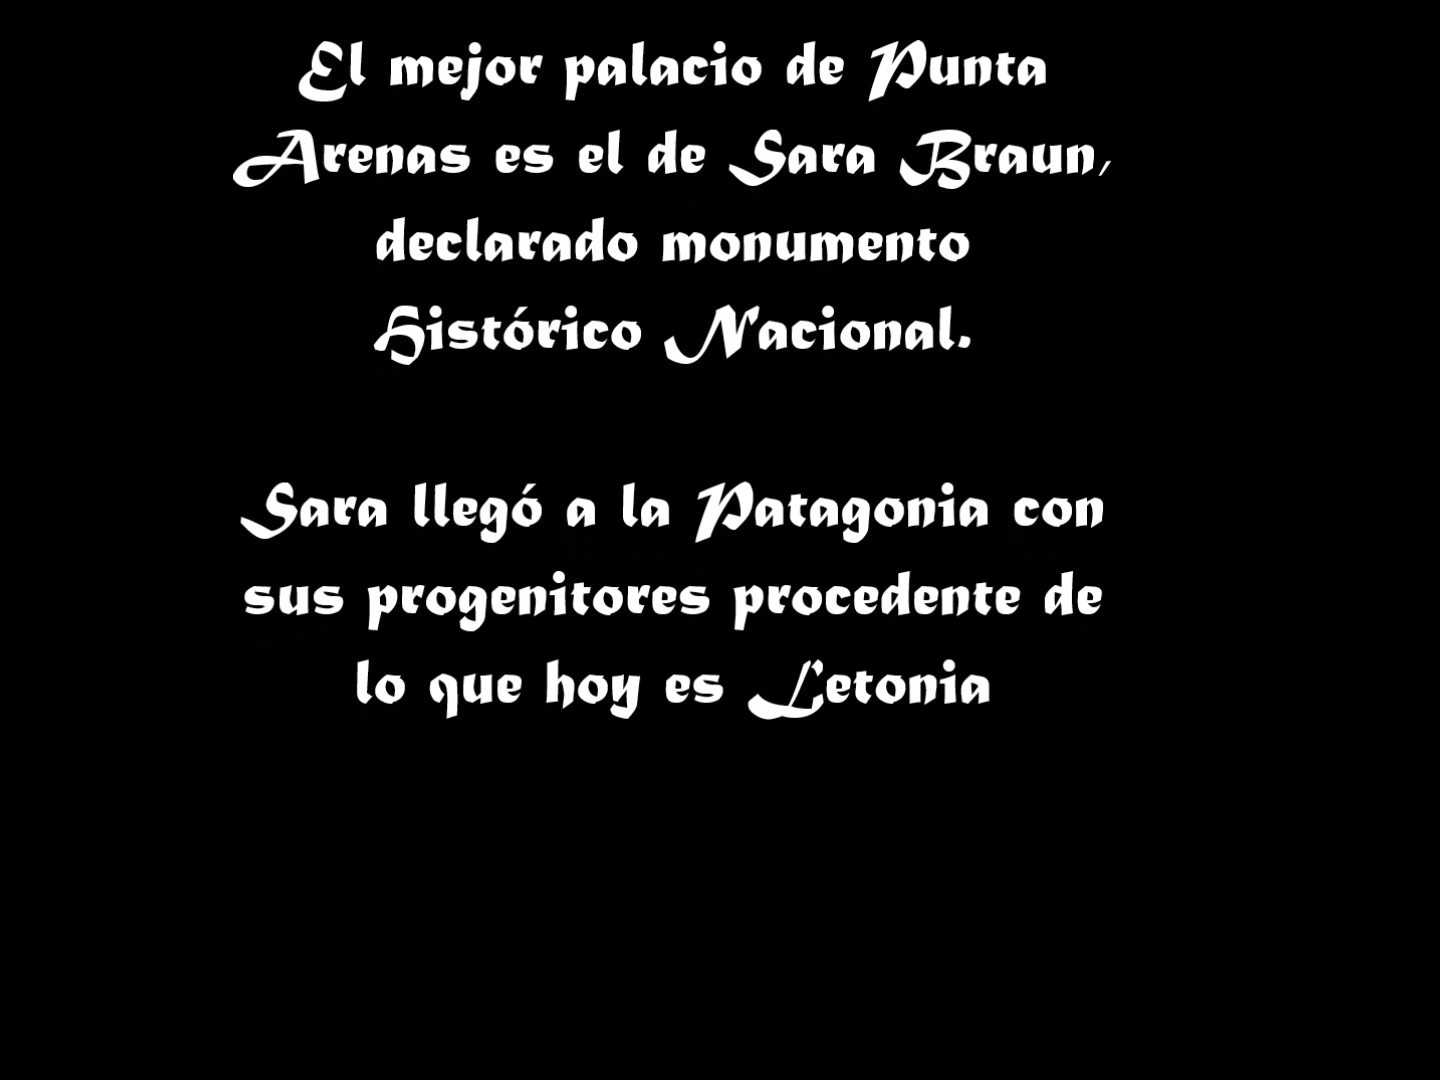 El mejor palacio de Punta
Arenas es el de Sara Braun,
declarado monumento
Histórico Nacional.
Sara llegó a la Patagonia con
sus progenitores procedente de
lo que hoy es Letonia